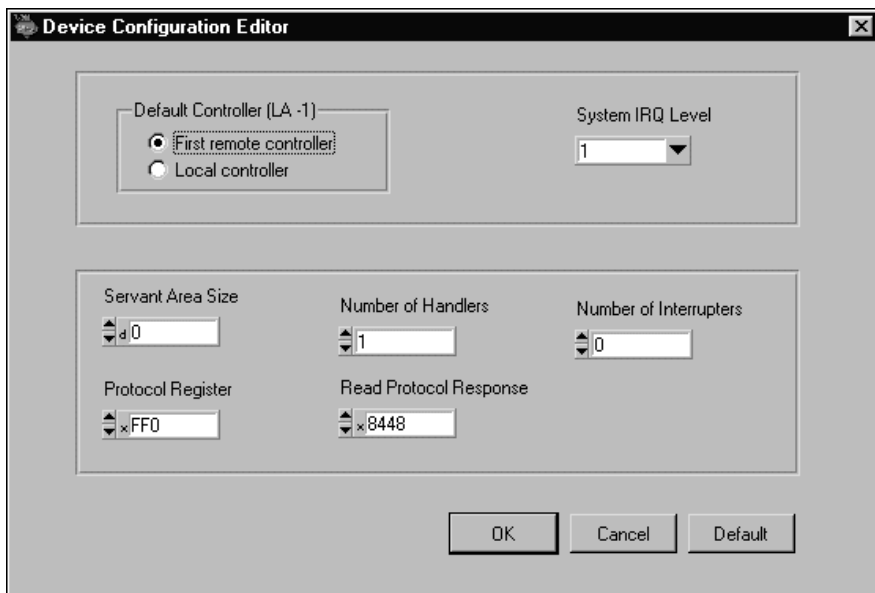 Device Configuration Editor
Default Controller (LA -1)
First remote controller
Local controller
System IRQ Level
1
Servant Area Size
d 0
Number of Handlers
1
Number of Interrupters
0
Protocol Register
x FF0
Read Protocol Response
x 8448
OK
Cancel
Default